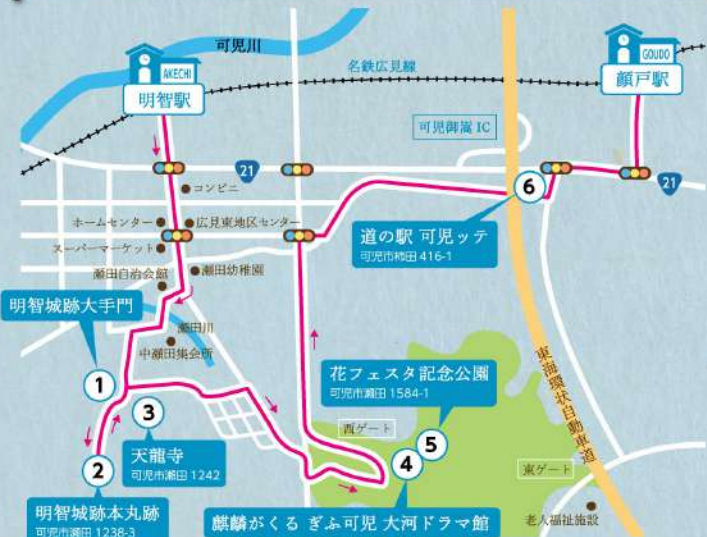 可児川
AKECHI
明智駅
名鉄広見線
GOUDO
顔戸駅
可児御嵩 IC
21
21
コンビニ
ホームセンター
広見東地区センター
スーパーマーケット
瀬田幼稚園
瀬田自治会館
6
道の駅 可児ッテ
可児市柿田 416-1
明智城跡大手門
瀬田川
中瀬田集会所
1
3
天龍寺
可児市瀬田 1242
2
明智城跡本丸跡
可児市瀬田 1238-3
花フェスタ記念公園
可児市瀬田 1584-1
西ゲート
5
4
麒麟がくる ぎふ可児 大河ドラマ館
東海環状自動車道
東ゲート
老人福祉施設